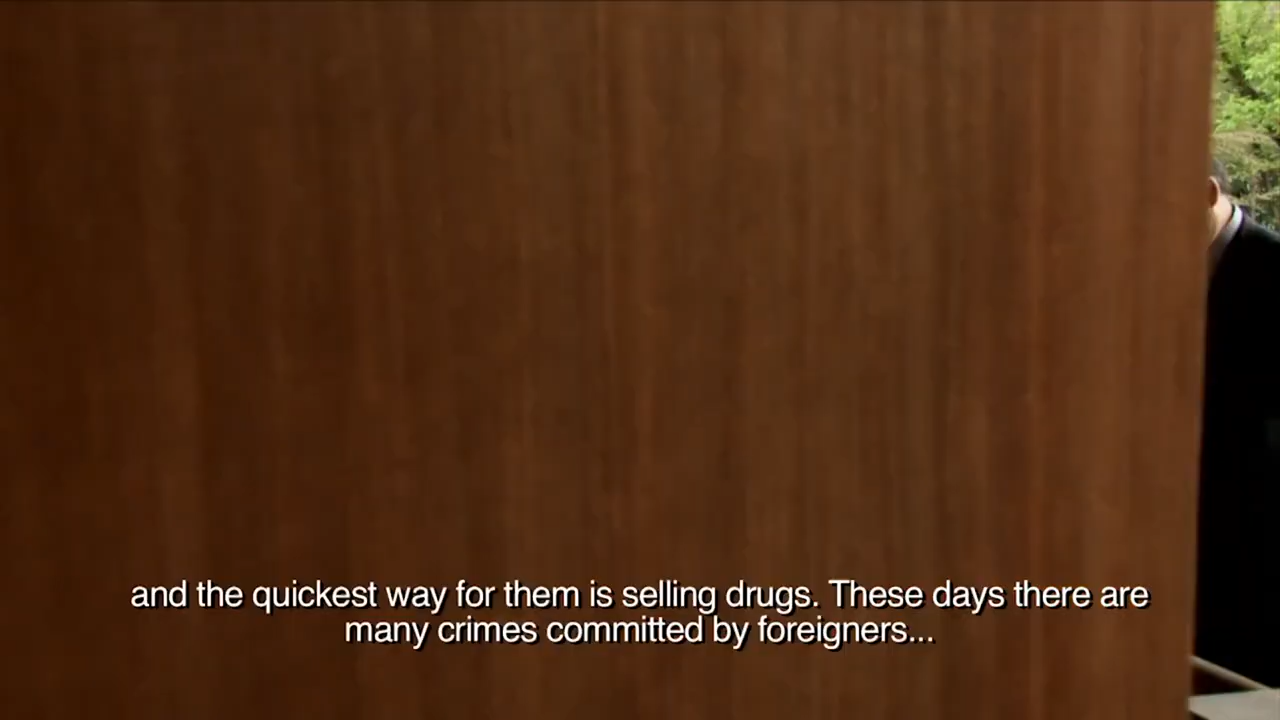 and the quickest way for them is selling drugs. These days there are
many crimes committed by foreigners...